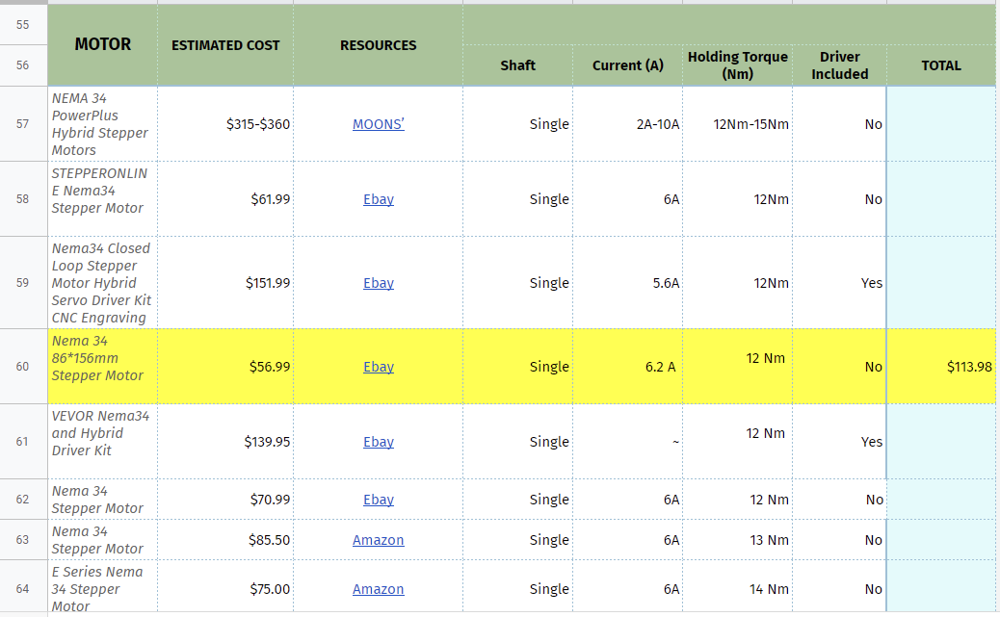 55
MOTOR ESTIMATED COST RESOURCES
56 Shaft Current (A) Holding Torque (Nm) Driver Included TOTAL
57 NEMA 34 PowerPlus Hybrid Stepper Motors $315-$360 MOONS’ Single 2A-10A 12Nm-15Nm No
58 STEPPERONLIN
E Nema34 Stepper Motor $61.99 Ebay Single 6A 12Nm No
59 Nema34 Closed Loop Stepper Motor Hybrid Servo Driver Kit CNC Engraving $151.99 Ebay Single 5.6A 12Nm Yes
60 Nema 34 86*156mm Stepper Motor $56.99 Ebay Single 6.2 A 12 Nm No $113.98
61 VEVOR Nema34 and Hybrid Driver Kit $139.95 Ebay Single ~ 12 Nm Yes
62 Nema 34 Stepper Motor $70.99 Ebay Single 6A 12 Nm No
63 Nema 34 Stepper Motor $85.50 Amazon Single 6A 13 Nm No
64 E Series Nema 34 Stepper Motor $75.00 Amazon Single 6A 14 Nm No